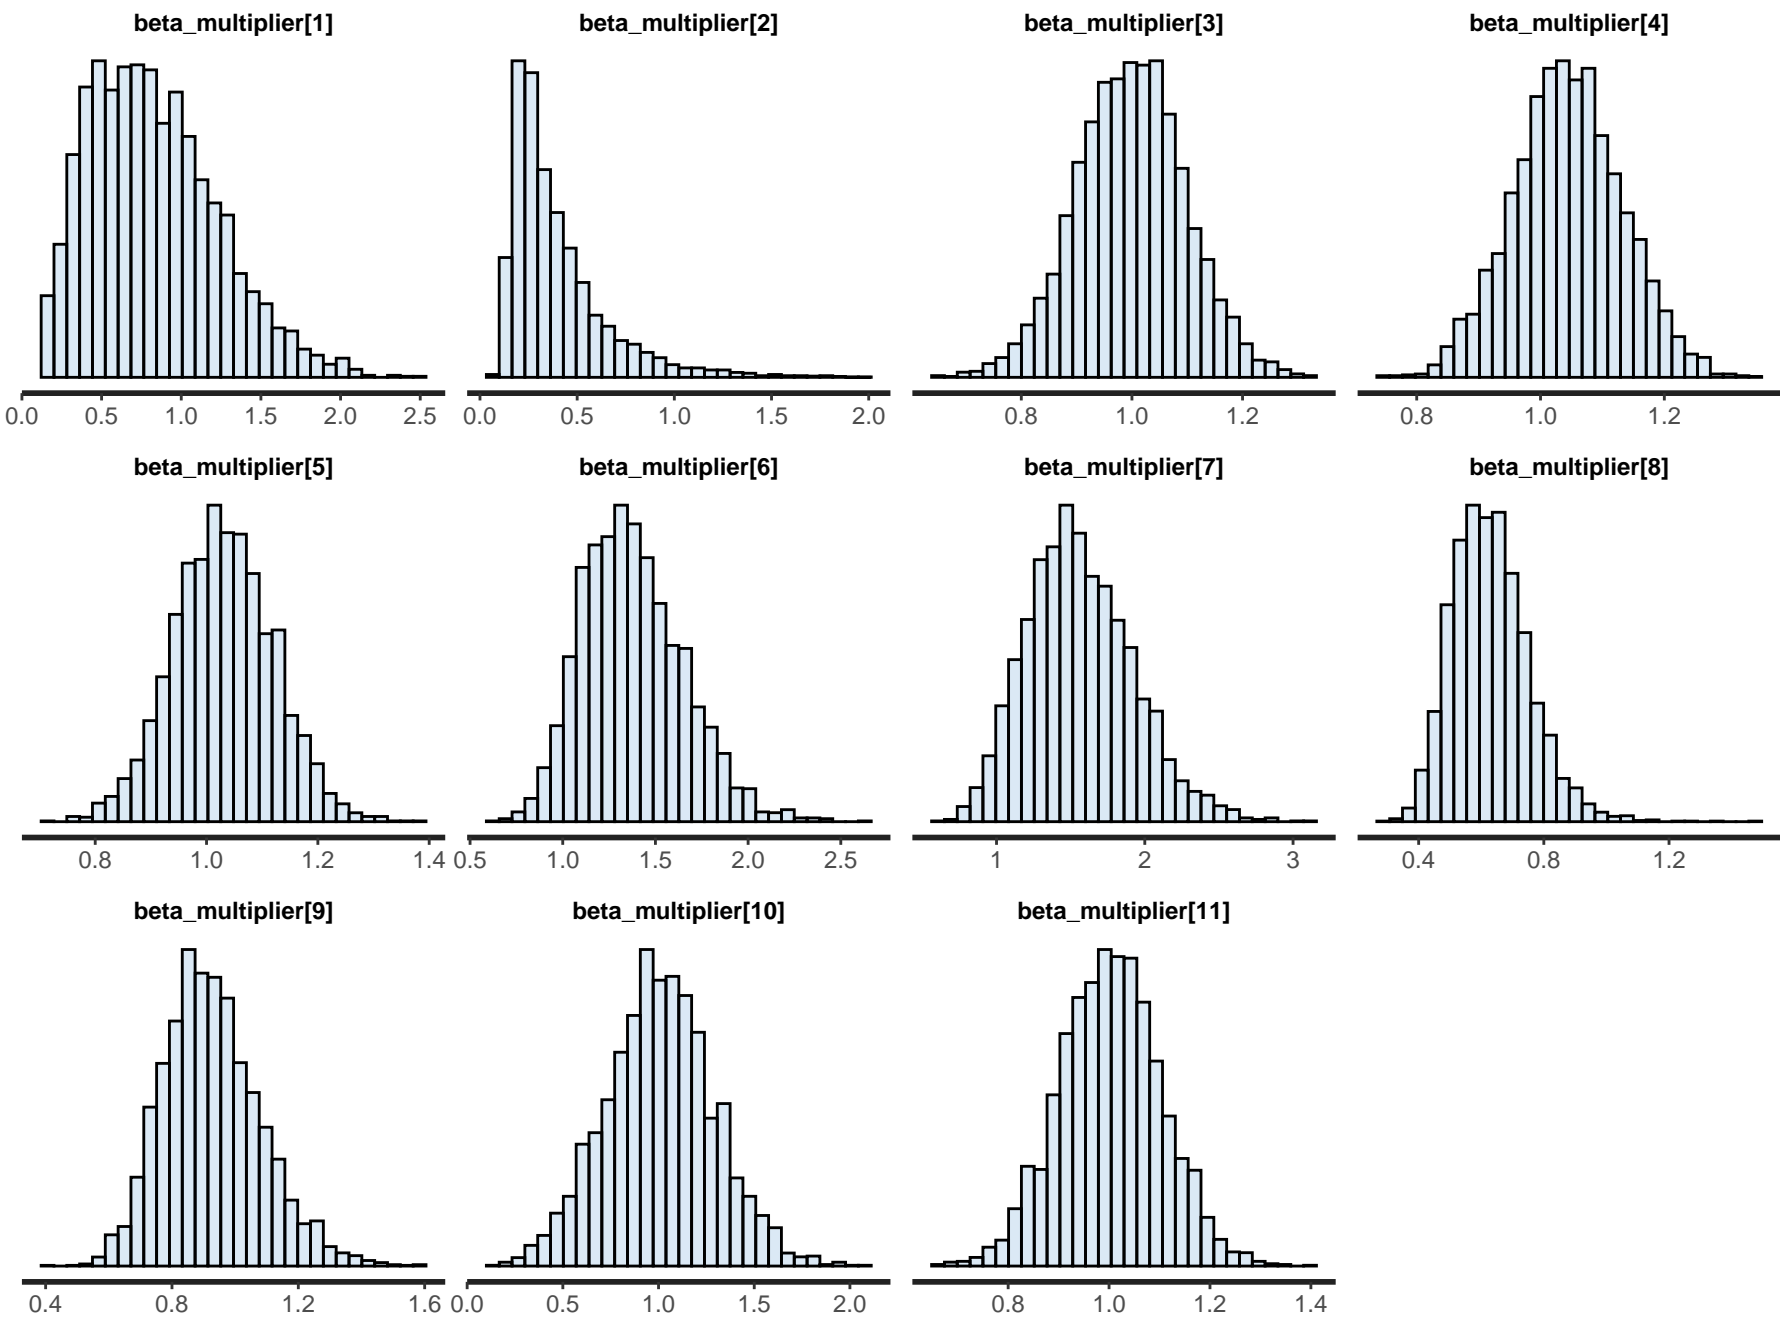 beta_multiplier[1] beta_multiplier[2] beta_multiplier[3] beta_multiplier[4]
0.0 0.5 1.0 1.5 2.0 2.5 0.0 0.5 1.0 1.5 2.0 0.8 1.0 1.2 0.8 1.0 1.2
beta_multiplier[5] beta_multiplier[6] beta_multiplier[7] beta_multiplier[8]
0.8 1.0 1.2 1.4 0.5 1.0 1.5 2.0 2.5 1 2 3 0.4 0.8 1.2
beta_multiplier[9] beta_multiplier[10] beta_multiplier[11]
0.4 0.8 1.2 1.6 0.0 0.5 1.0 1.5 2.0 0.8 1.0 1.2 1.4